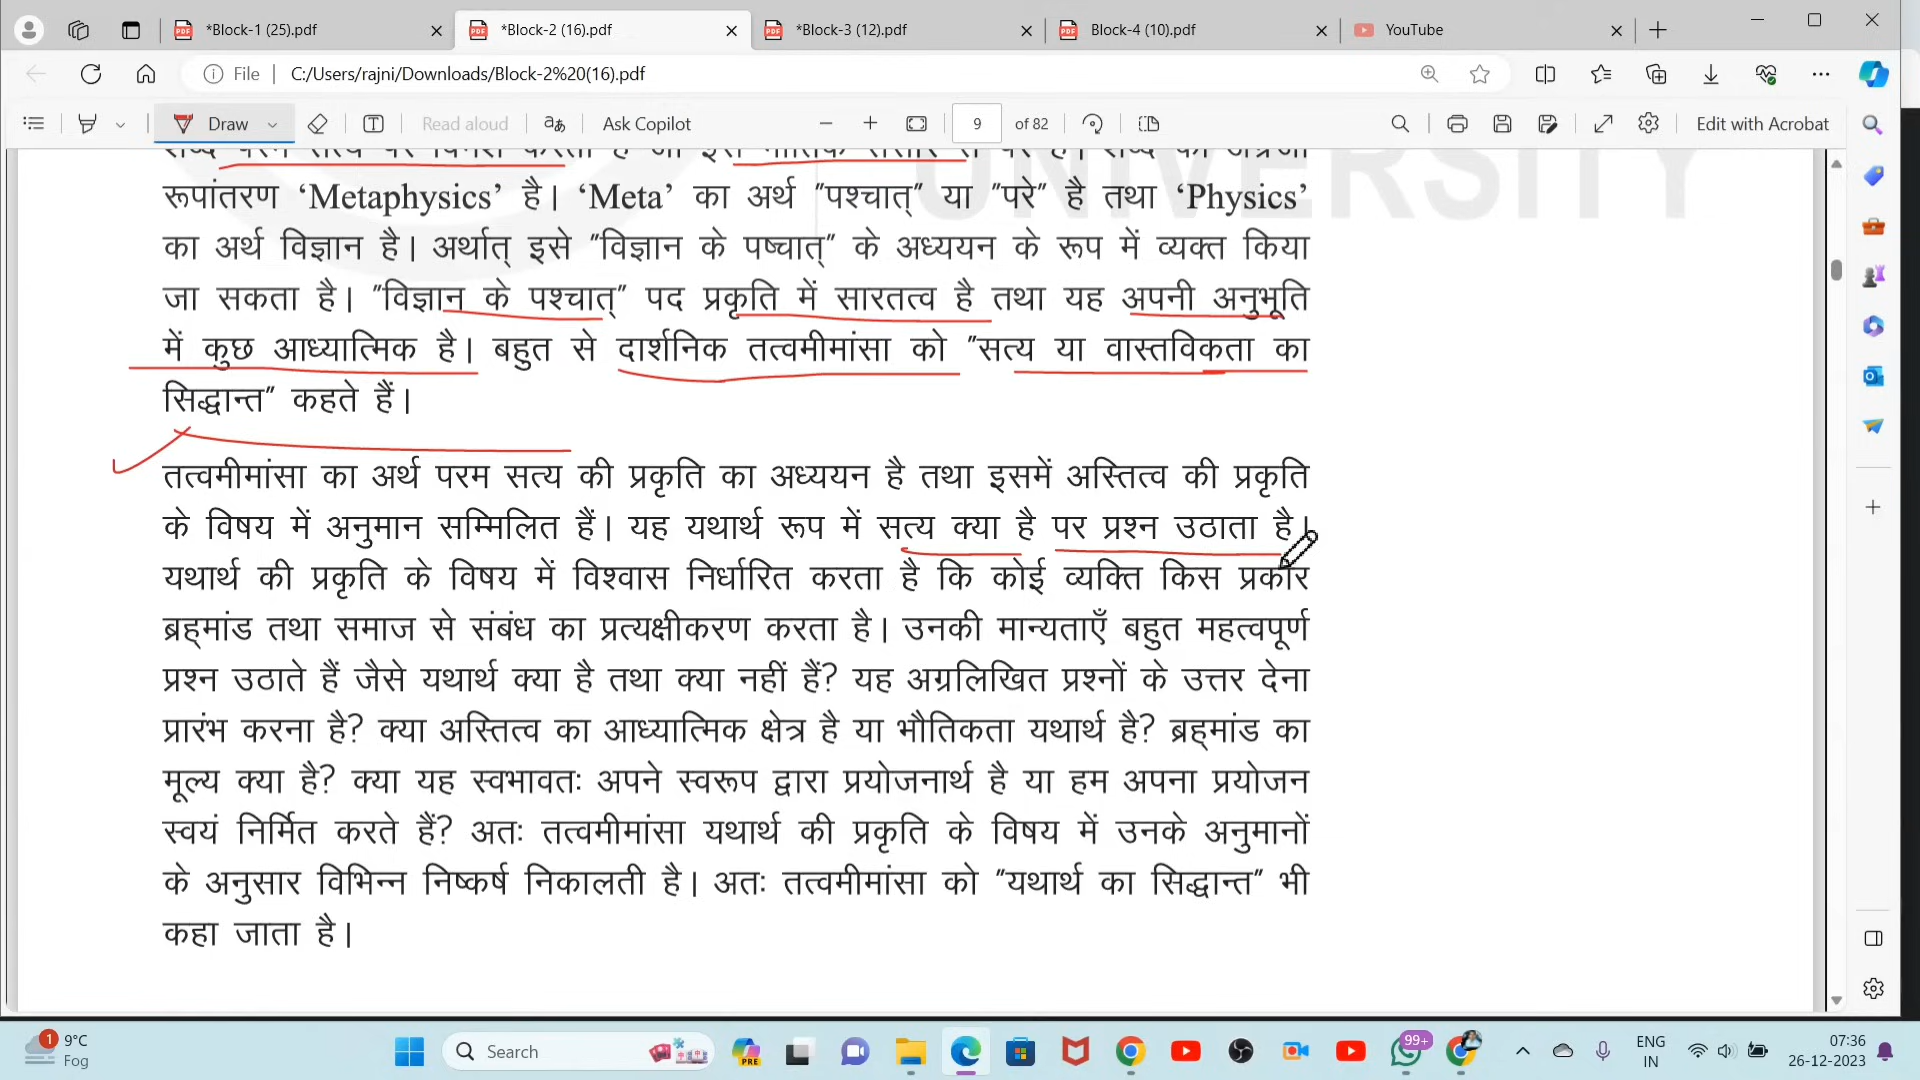 *Block-1 (25).pdf
*Block-2 (16).pdf
*Block-3 (12).pdf
Block-4 (10).pdf
YouTube
File
C:/Users/rajni/Downloads/Block-2%20(16).pdf
Draw
Read aloud
Ask Copilot
9
of 82
Edit with Acrobat
UNIVERSITY
रूपांतरण ‘Metaphysics’ है। ‘Meta’ का अर्थ "पश्चात्" या "परे" है तथा ‘Physics’
का अर्थ विज्ञान है। अर्थात् इसे "विज्ञान के पष्चात्" के अध्ययन के रूप में व्यक्त किया
जा सकता है। "विज्ञान के पश्चात्" पद प्रकृति में सारतत्व है तथा यह अपनी अनुभूति
में कुछ आध्यात्मिक है। बहुत से दार्शनिक तत्वमीमांसा को "सत्य या वास्तविकता का
सिद्धान्त" कहते हैं।
तत्वमीमांसा का अर्थ परम सत्य की प्रकृति का अध्ययन है तथा इसमें अस्तित्व की प्रकृति
के विषय में अनुमान सम्मिलित हैं। यह यथार्थ रूप में सत्य क्या है पर प्रश्न उठाता है।
यथार्थ की प्रकृति के विषय में विश्वास निर्धारित करता है कि कोई व्यक्ति किस प्रकार
ब्रह्मांड तथा समाज से संबंध का प्रत्यक्षीकरण करता है। उनकी मान्यताएँ बहुत महत्वपूर्ण
प्रश्न उठाते हैं जैसे यथार्थ क्या है तथा क्या नहीं हैं? यह अग्रलिखित प्रश्नों के उत्तर देना
प्रारंभ करना है? क्या अस्तित्व का आध्यात्मिक क्षेत्र है या भौतिकता यथार्थ है? ब्रह्मांड का
मूल्य क्या है? क्या यह स्वभावतः अपने स्वरूप द्वारा प्रयोजनार्थ है या हम अपना प्रयोजन
स्वयं निर्मित करते हैं? अतः तत्वमीमांसा यथार्थ की प्रकृति के विषय में उनके अनुमानों
के अनुसार विभिन्न निष्कर्ष निकालती है। अतः तत्वमीमांसा को "यथार्थ का सिद्धान्त" भी
कहा जाता है।
1
9°C
Fog
Search
PRE
99+
ENG
IN
07:36
26-12-2023